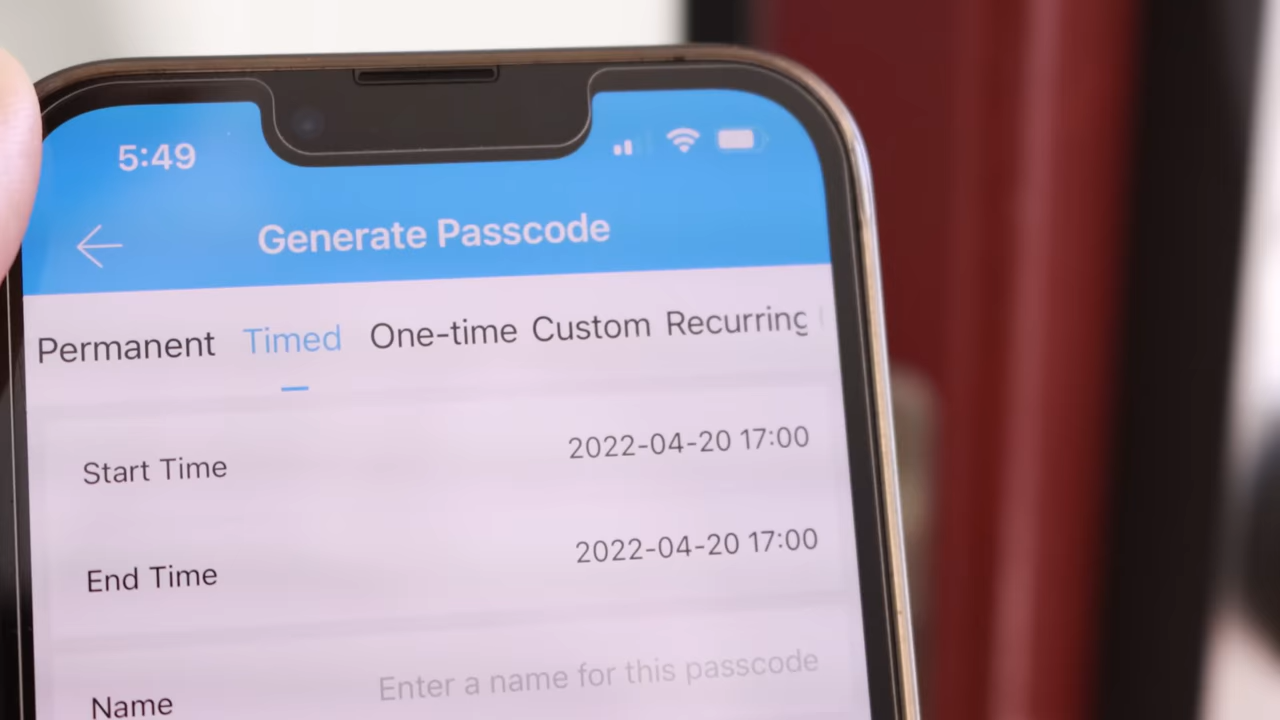 5:49
Generate Passcode
Permanent Timed One-time Custom Recurring
Start Time 2022-04-20 17:00
End Time 2022-04-20 17:00
Name Enter a name for this passcode